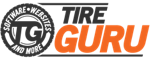 SOFTWARE • WEBSITES
TG
AND MORE
TIRE
GURU